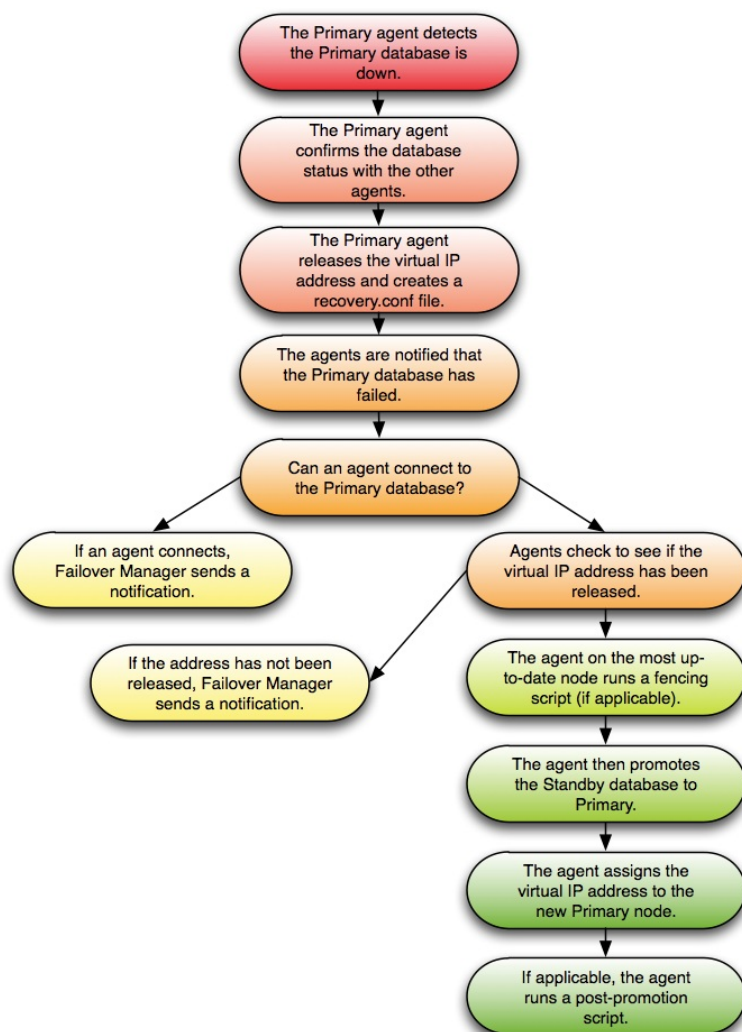 The Primary agent detects
the Primary database is
down.
The Primary agent
confirms the database
status with the other
agents.
The Primary agent
releases the virtual IP
address and creates a
recovery.conf file.
The agents are notified that
the Primary database has
failed.
Can an agent connect to
the Primary database?
If an agent connects,
Failover Manager sends a
notification.
Agents check to see if the
virtual IP address has been
released.
If the address has not been
released, Failover Manager
sends a notification.
The agent on the most up-
to-date node runs a fencing
script (if applicable).
The agent then promotes
the Standby database to
Primary.
The agent assigns the
virtual IP address to the
new Primary node.
If applicable, the agent
runs a post-promotion
script.